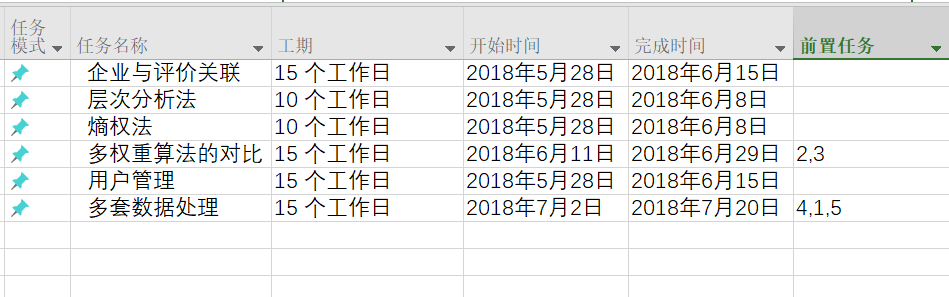 任务模式 任务名称 工期 开始时间 完成时间 前置任务
企业与评价关联 15 个工作日 2018年5月28日 2018年6月15日
层次分析法 10 个工作日 2018年5月28日 2018年6月8日
熵权法 10 个工作日 2018年5月28日 2018年6月8日
多权重算法的对比 15 个工作日 2018年6月11日 2018年6月29日 2,3
用户管理 15 个工作日 2018年5月28日 2018年6月15日
多套数据处理 15 个工作日 2018年7月2日 2018年7月20日 4,1,5